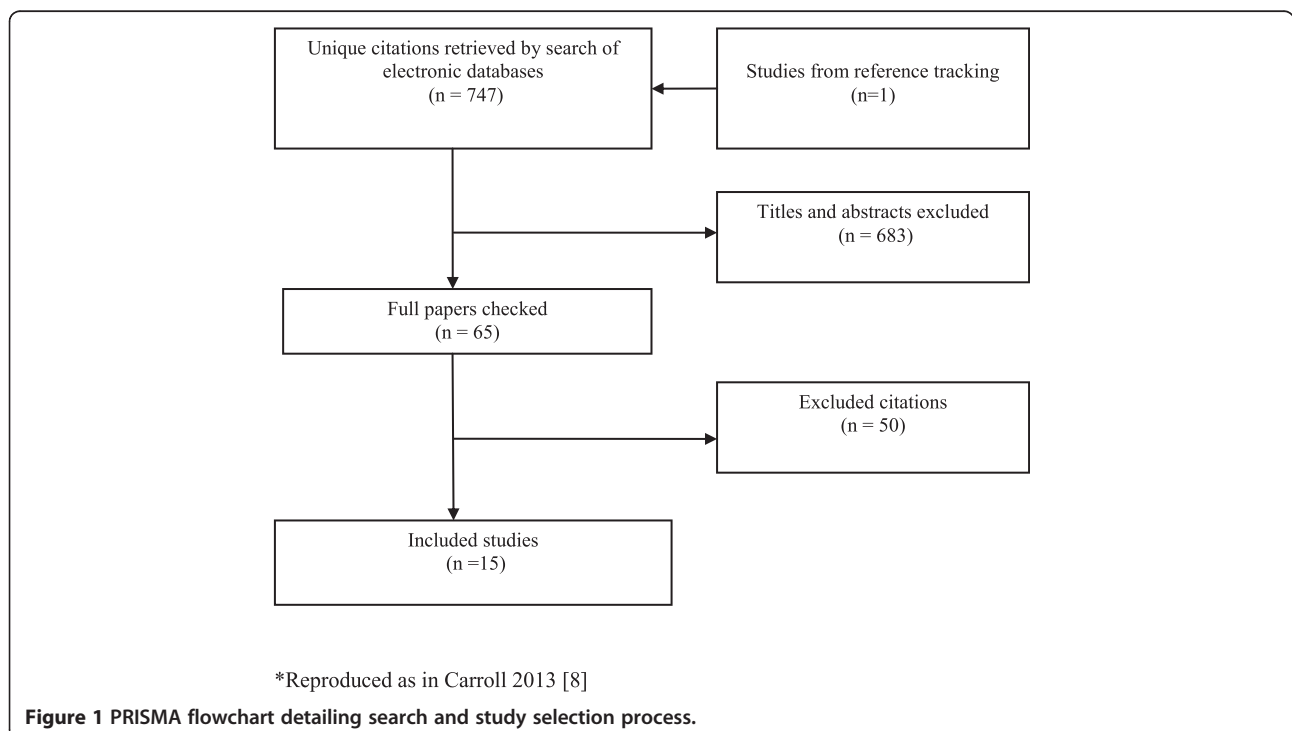 Unique citations retrieved by search of
electronic databases
(n = 747)
Studies from reference tracking
(n=1)
Titles and abstracts excluded
(n = 683)
Full papers checked
(n = 65)
Excluded citations
(n = 50)
Included studies
(n =15)
*Reproduced as in Carroll 2013 [8]
Figure 1 PRISMA flowchart detailing search and study selection process.